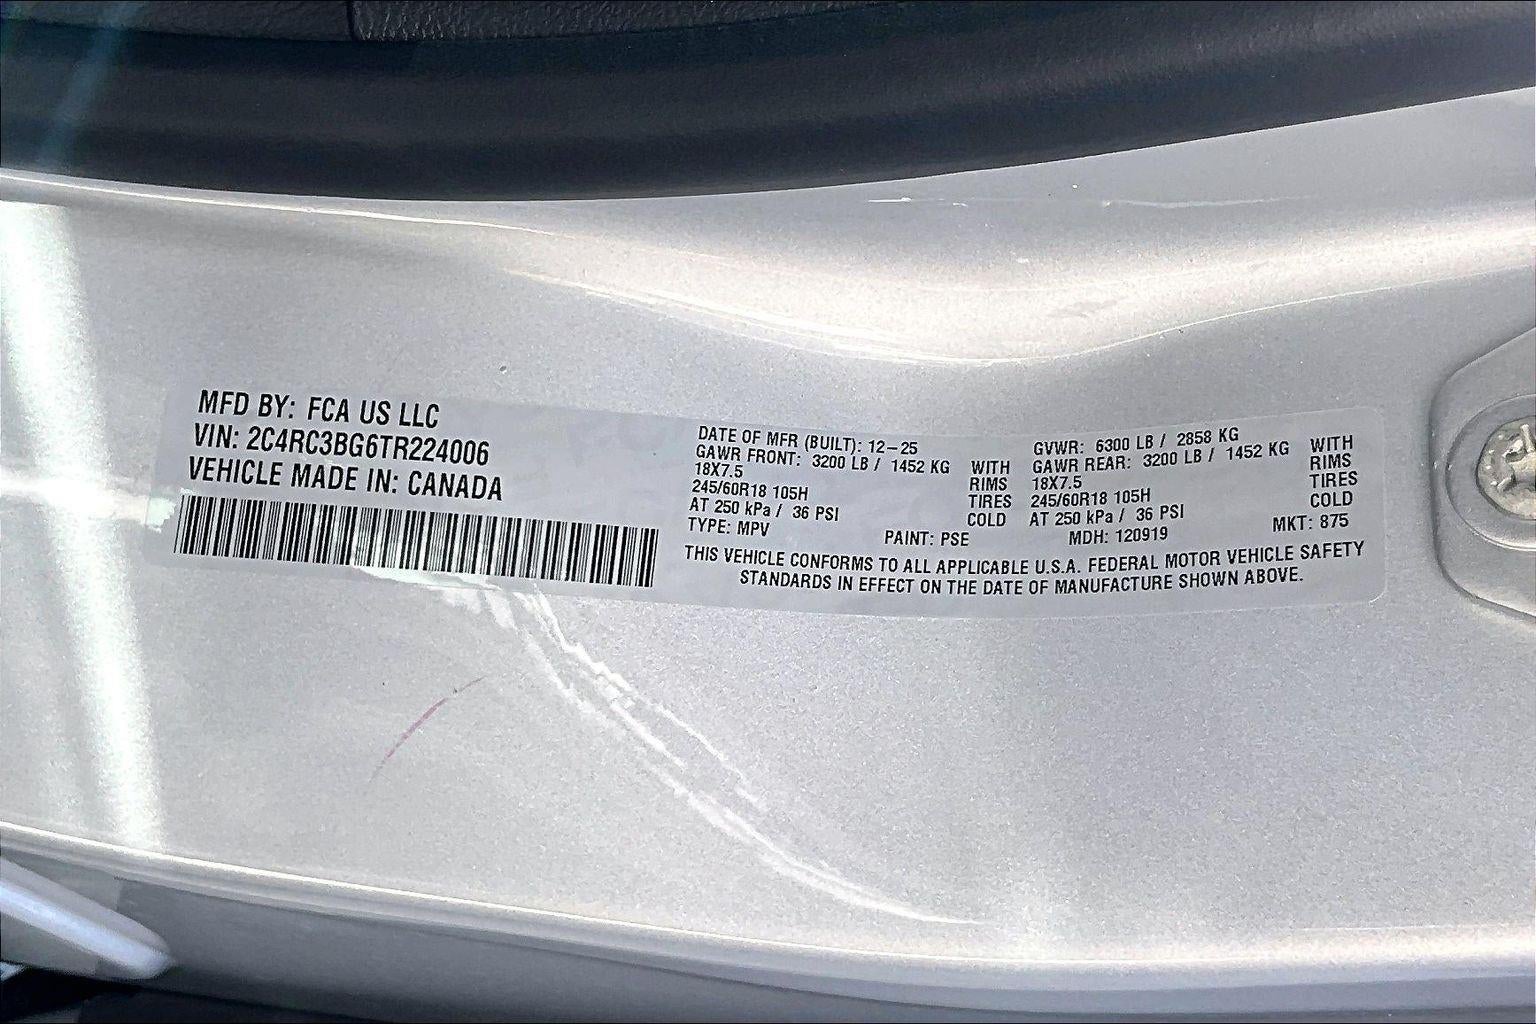 MFD BY: FCA US LLC
VIN: 2C4RC3BG6TR224006
VEHICLE MADE IN: CANADA
DATE OF MFR (BUILT): 12-25
GAWR FRONT: 3200 LB / 1452 KG WITH
18X7.5 RIMS
245/60R18 105H TIRES
AT 250 kPa / 36 PSI COLD
TYPE: MPV PAINT: PSE
GVWR: 6300 LB / 2858 KG
GAWR REAR: 3200 LB / 1452 KG WITH
18X7.5 RIMS
245/60R18 105H TIRES
AT 250 kPa / 36 PSI COLD
MDH: 120919 MKT: 875
THIS VEHICLE CONFORMS TO ALL APPLICABLE U.S.A. FEDERAL MOTOR VEHICLE SAFETY
STANDARDS IN EFFECT ON THE DATE OF MANUFACTURE SHOWN ABOVE.